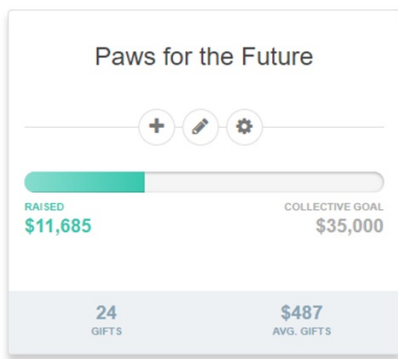 Paws for the Future
RAISED
$11,685
COLLECTIVE GOAL
$35,000
24
GIFTS
$487
AVG. GIFTS